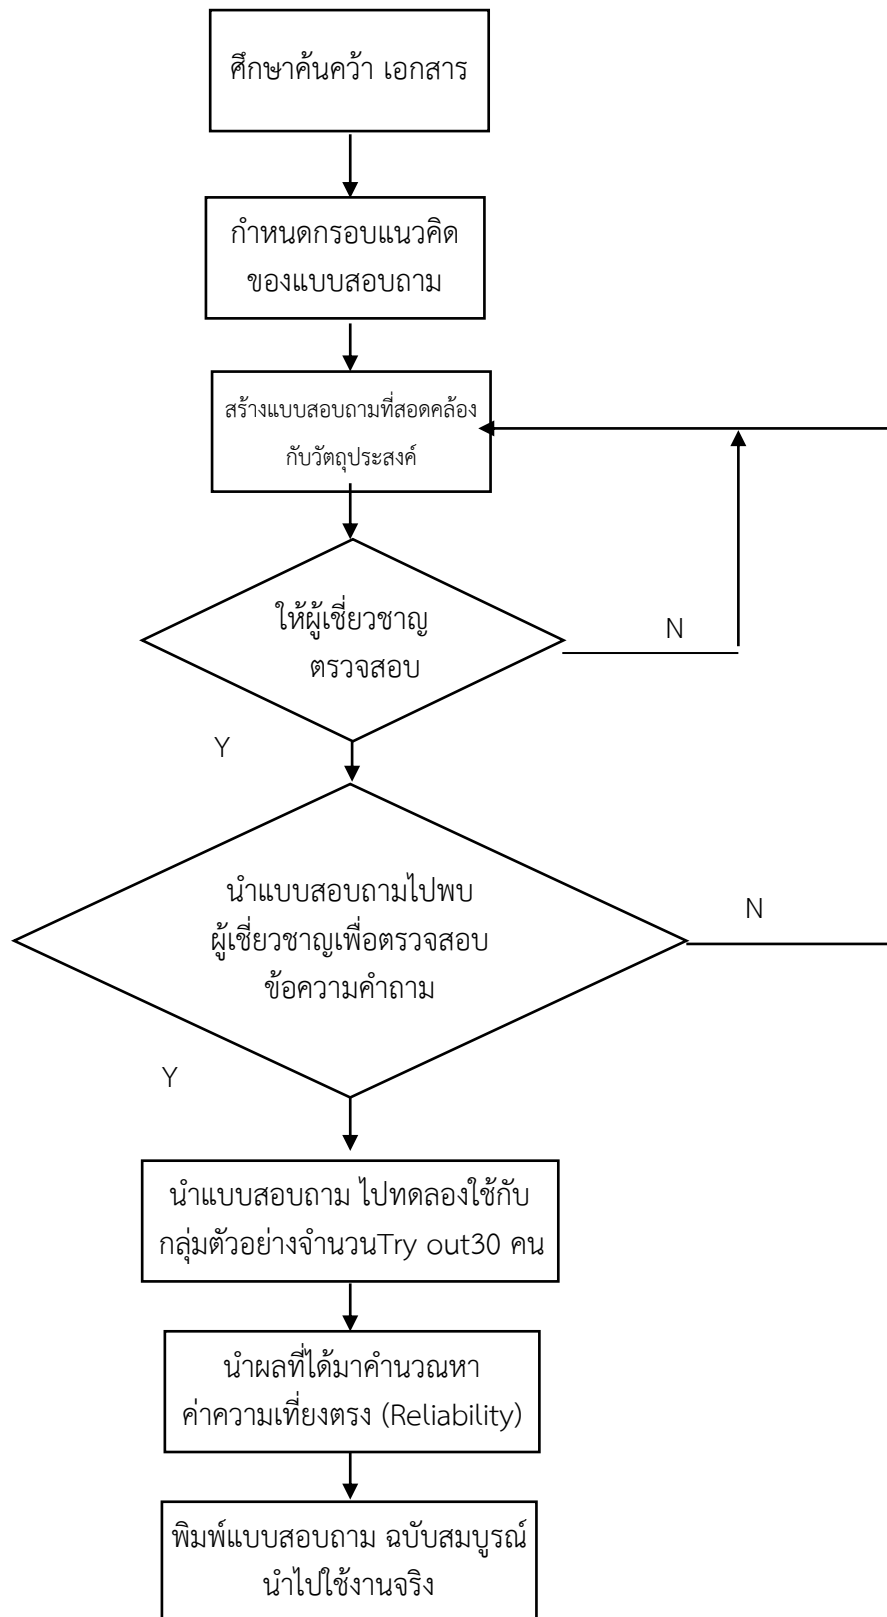 ศึกษาค้นคว้า เอกสาร
กำหนดกรอบแนวคิด
ของแบบสอบถาม
สร้างแบบสอบถามที่สอดคล้อง
กับวัตถุประสงค์
ให้ผู้เชี่ยวชาญ
ตรวจสอบ
N
Y
นำแบบสอบถามไปพบ
ผู้เชี่ยวชาญเพื่อตรวจสอบ
ข้อความคำถาม
N
Y
นำแบบสอบถาม ไปทดลองใช้กับ
กลุ่มตัวอย่างจำนวนTry out30 คน
นำผลที่ได้มาคำนวณหา
ค่าความเที่ยงตรง (Reliability)
พิมพ์แบบสอบถาม ฉบับสมบูรณ์
นำไปใช้งานจริง